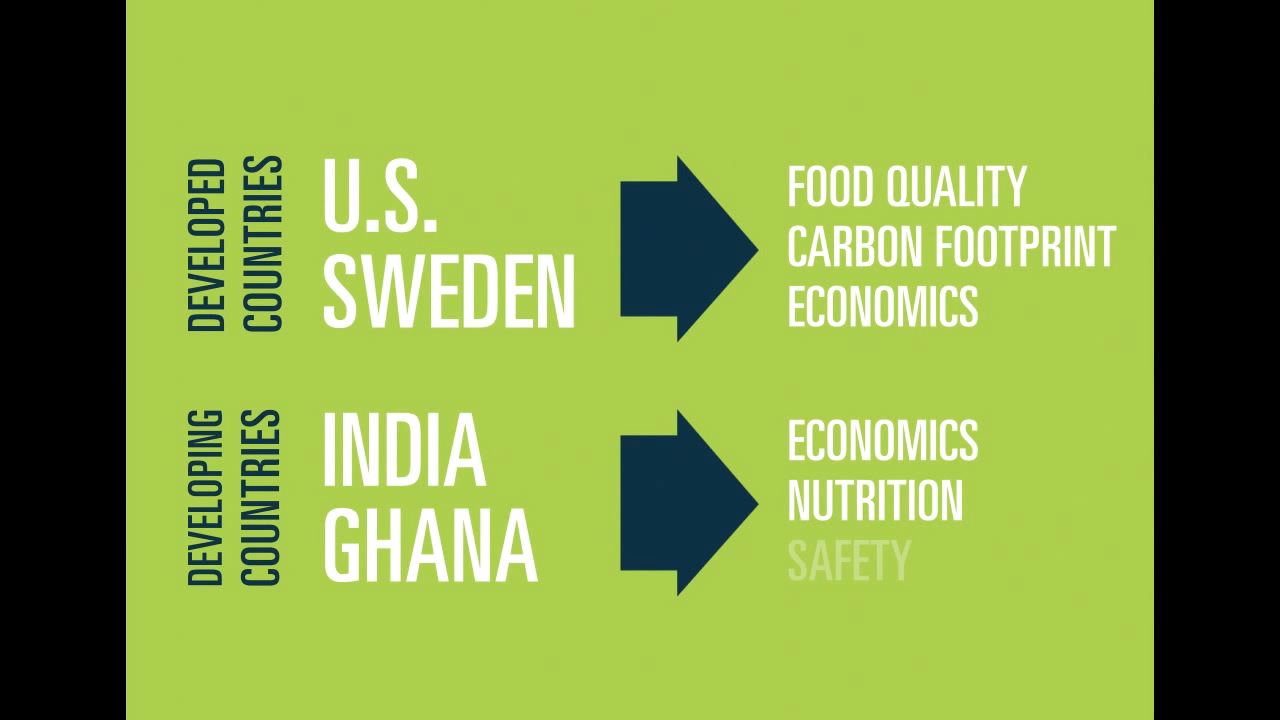 DEVELOPED
COUNTRIES
U.S.
SWEDEN
FOOD QUALITY
CARBON FOOTPRINT
ECONOMICS
DEVELOPING
COUNTRIES
INDIA
GHANA
ECONOMICS
NUTRITION
SAFETY